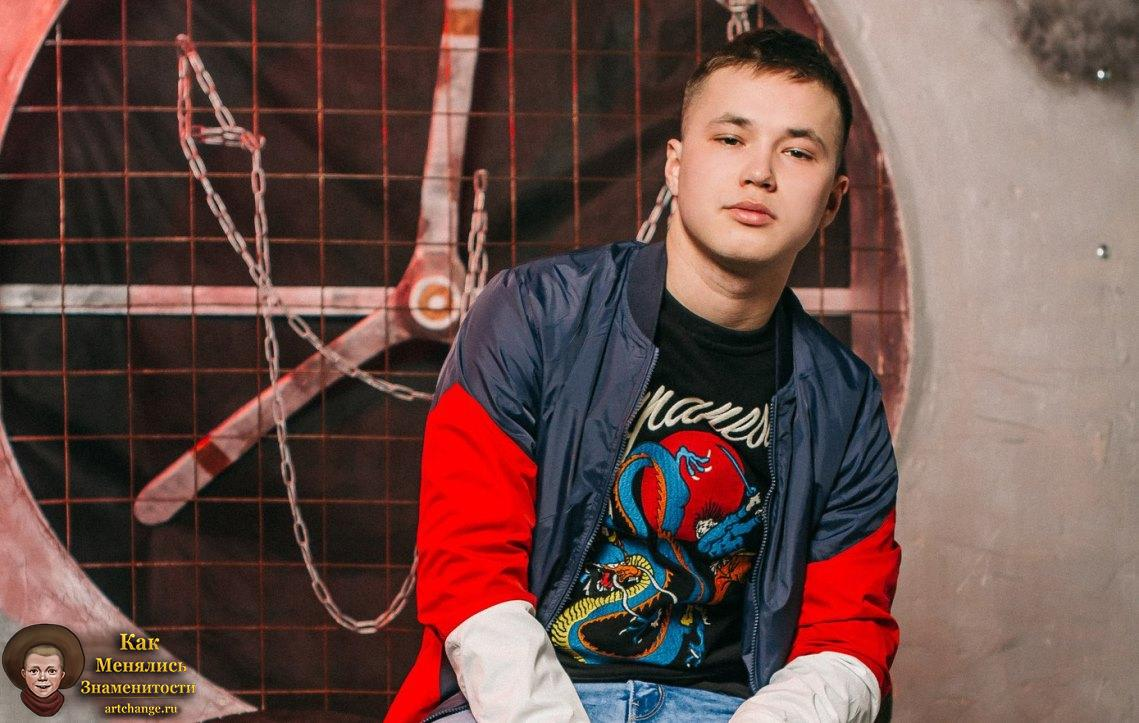 Как
Менялись
Знаменитости
artchange.ru